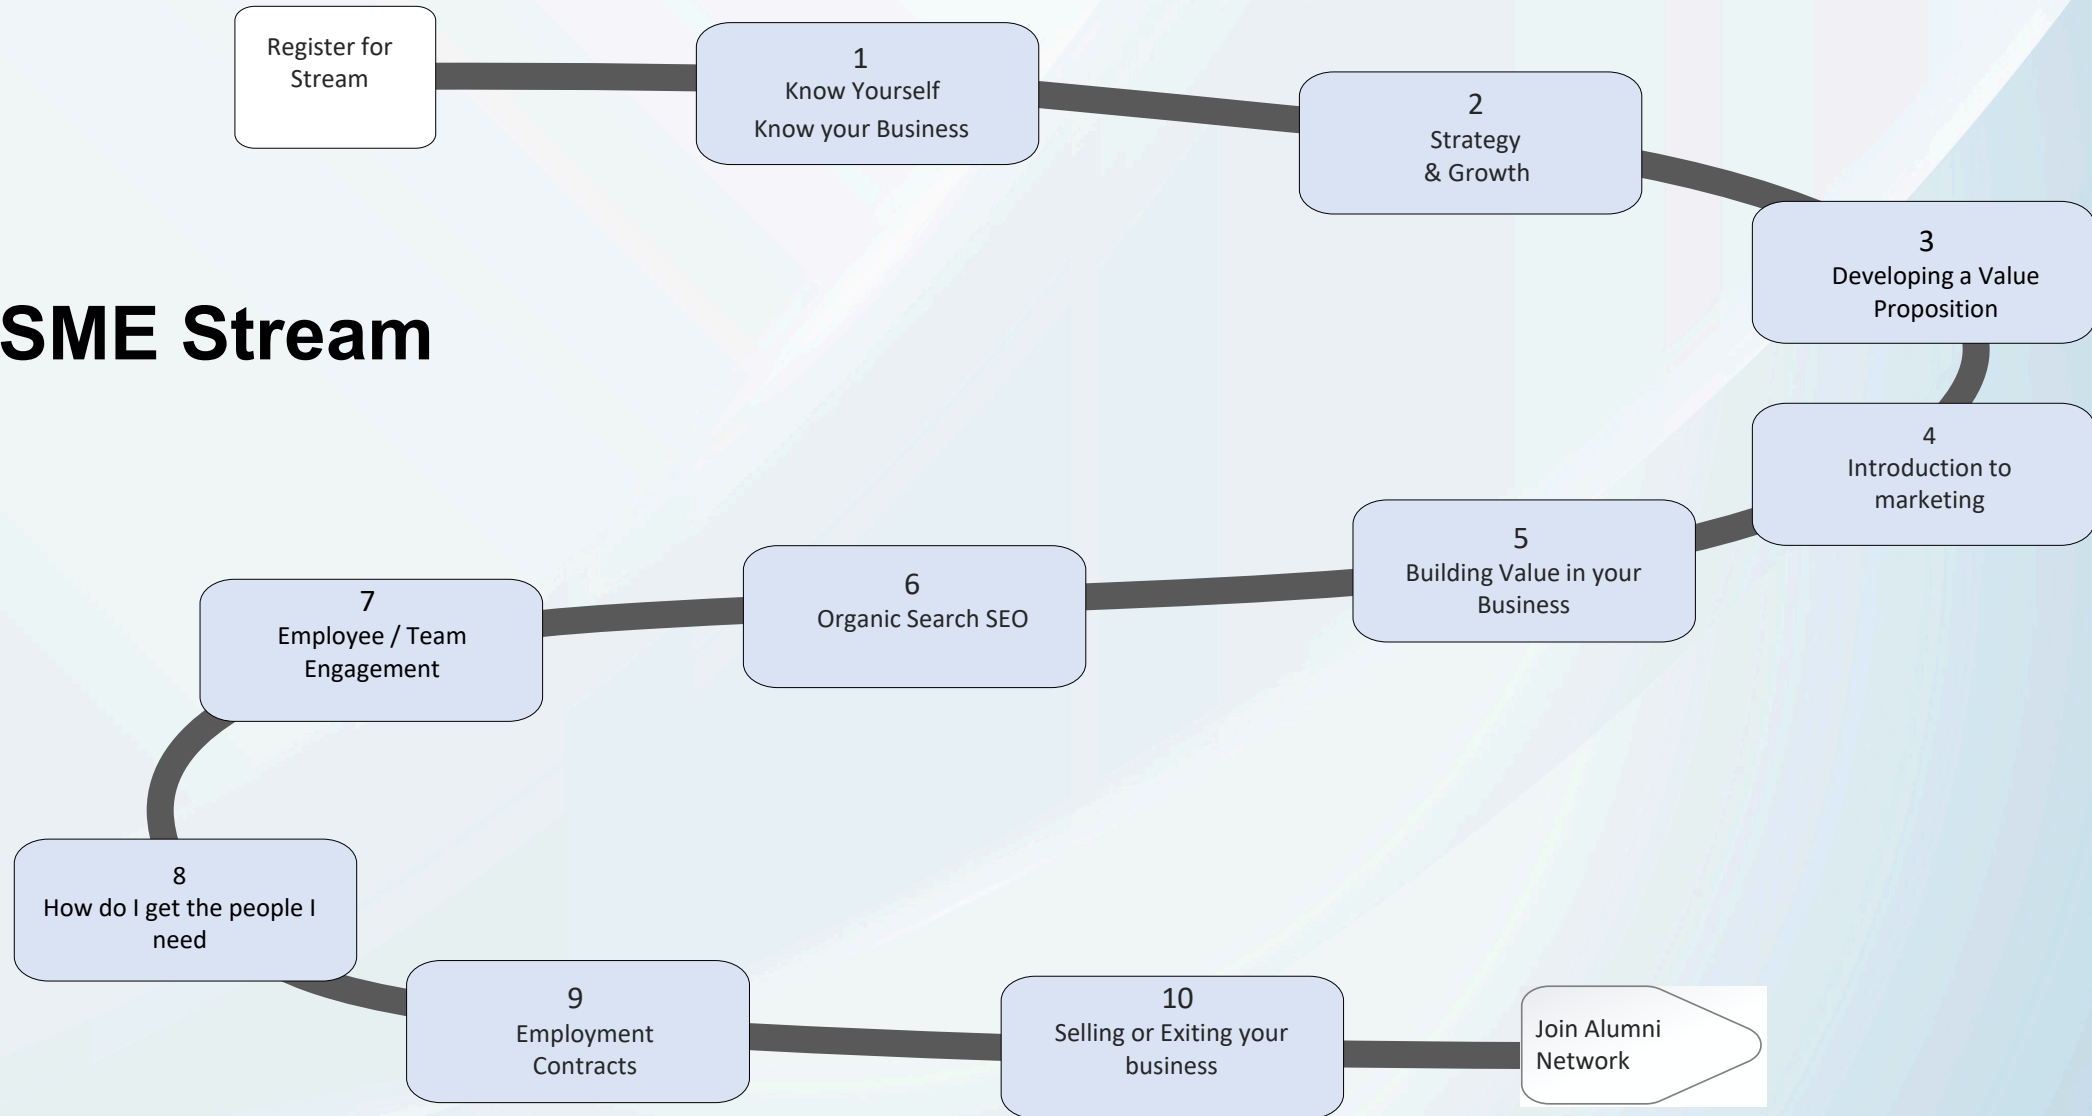 Register for
Stream
1
Know Yourself
Know your Business
2
Strategy
& Growth
3
Developing a Value
Proposition
SME Stream
4
Introduction to
marketing
5
Building Value in your
Business
6
Organic Search SEO
7
Employee / Team
Engagement
8
How do I get the people I
need
9
Employment
Contracts
10
Selling or Exiting your
business
Join Alumni
Network